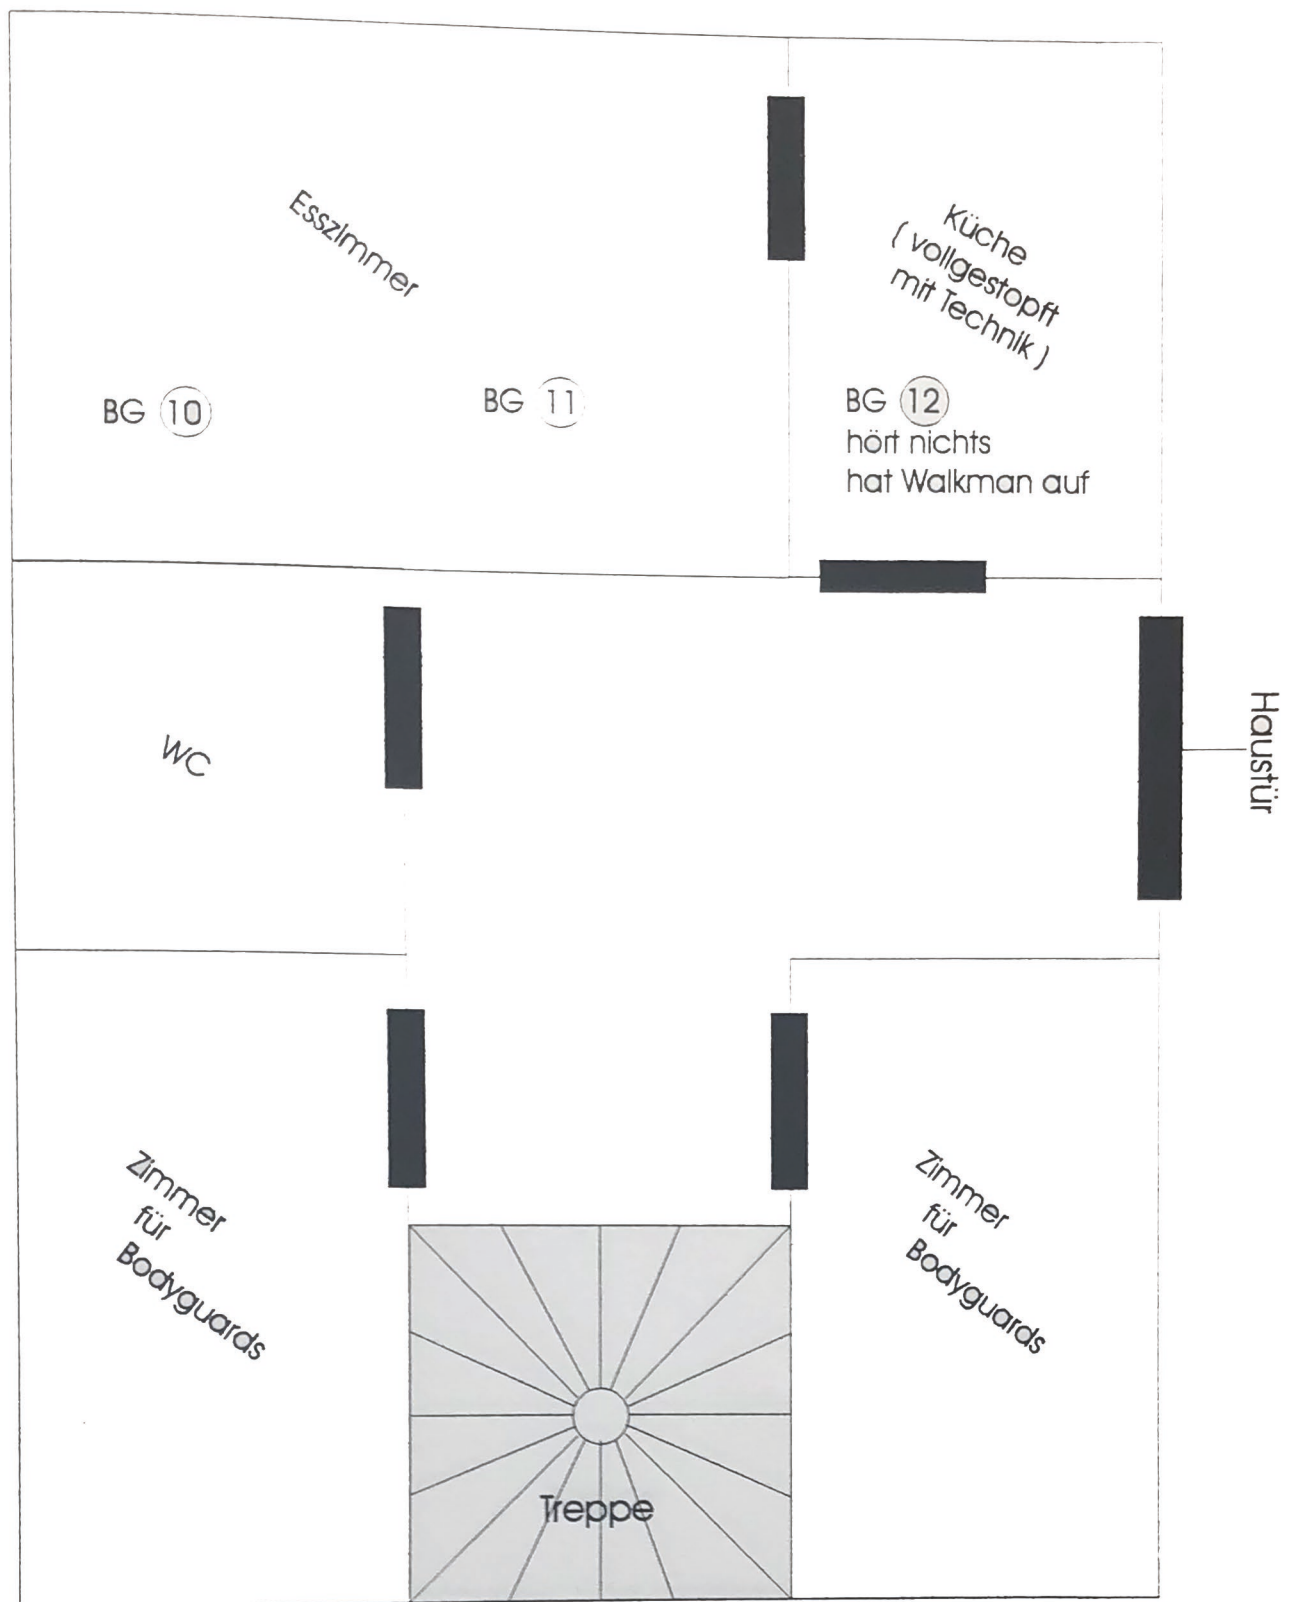 Esszimmer
Küche
( vollgestopft
mit Technik )
BG 10
BG 11
BG 12
hört nichts
hat Walkman auf
WC
Haustür
Zimmer
für
Bodyguards
Zimmer
für
Bodyguards
Treppe